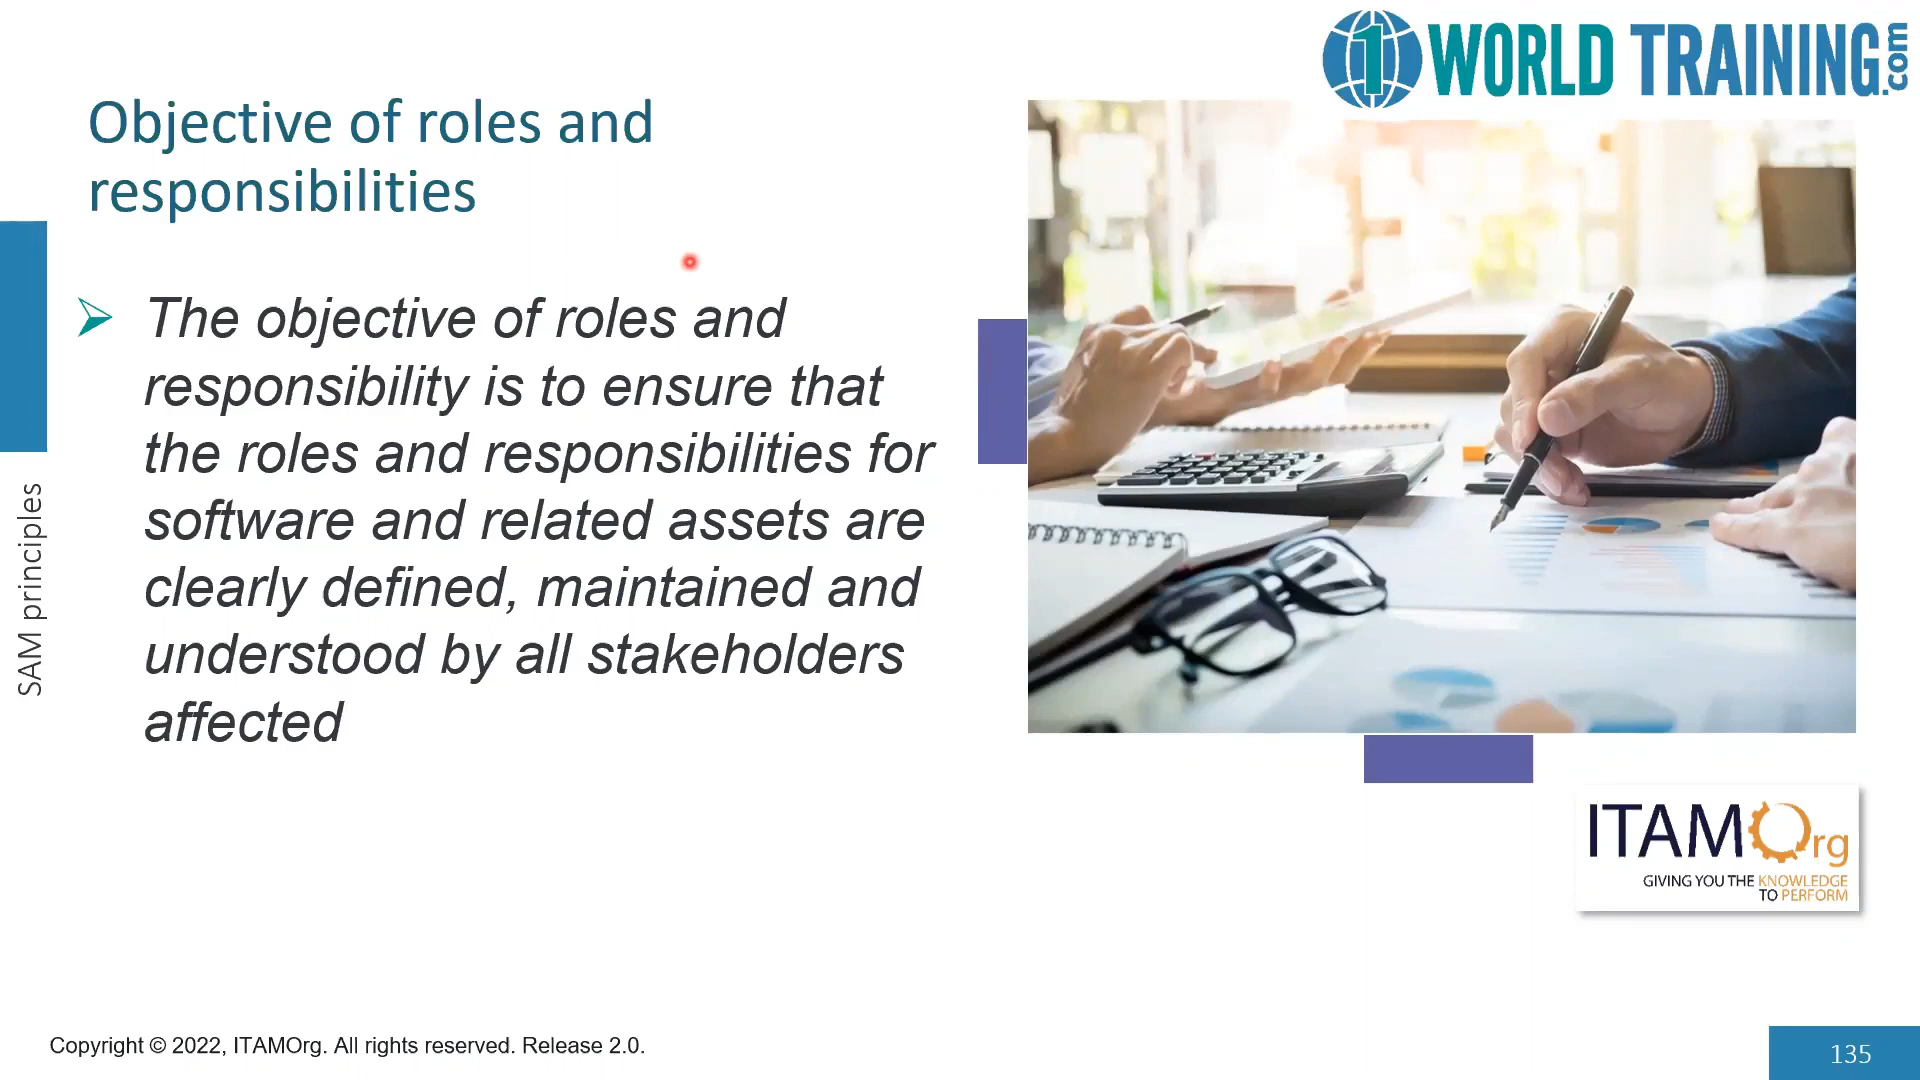 1WORLD TRAINING.com
Objective of roles and
responsibilities
The objective of roles and
responsibility is to ensure that
the roles and responsibilities for
software and related assets are
clearly defined, maintained and
understood by all stakeholders
affected
SAM principles
ITAMOrg
GIVING YOU THE KNOWLEDGE
TO PERFORM
Copyright © 2022, ITAMOrg. All rights reserved. Release 2.0.
135